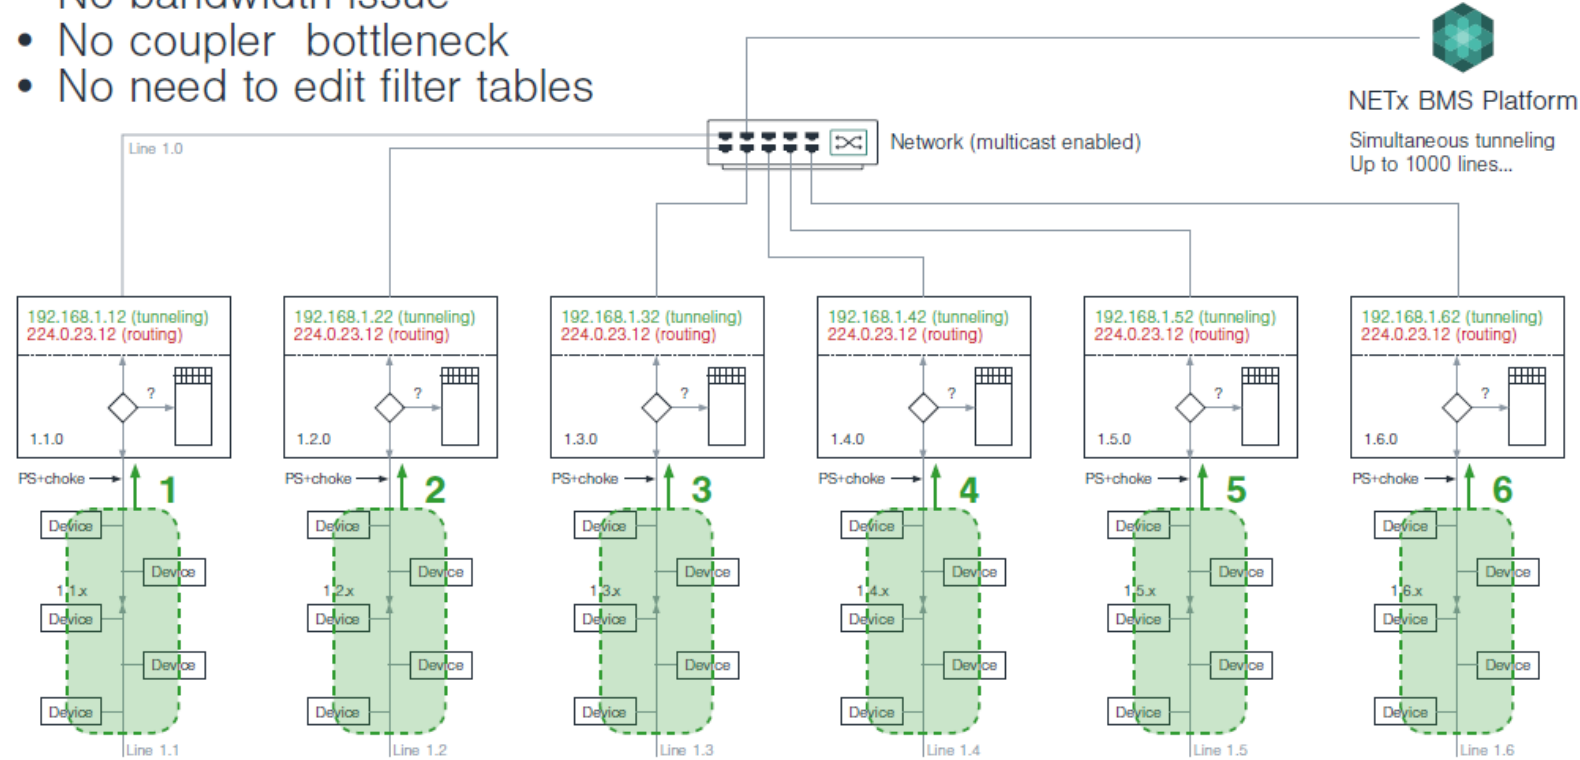 No bandwidth issue
• No coupler bottleneck
• No need to edit filter tables
NETx BMS Platform
Simultaneous tunneling
Up to 1000 lines...
Network (multicast enabled)
Line 1.0
192.168.1.12 (tunneling)
224.0.23.12 (routing)
?
1.1.0
PS+choke
1
Device
Device
1.1.x
Device
Device
Device
Line 1.1
192.168.1.22 (tunneling)
224.0.23.12 (routing)
?
1.2.0
PS+choke
2
Device
Device
1.2.x
Device
Device
Device
Line 1.2
192.168.1.32 (tunneling)
224.0.23.12 (routing)
?
1.3.0
PS+choke
3
Device
Device
1.3.x
Device
Device
Device
Line 1.3
192.168.1.42 (tunneling)
224.0.23.12 (routing)
?
1.4.0
PS+choke
4
Device
Device
1.4.x
Device
Device
Device
Line 1.4
192.168.1.52 (tunneling)
224.0.23.12 (routing)
?
1.5.0
PS+choke
5
Device
Device
1.5.x
Device
Device
Device
Line 1.5
192.168.1.62 (tunneling)
224.0.23.12 (routing)
?
1.6.0
PS+choke
6
Device
Device
1.6.x
Device
Device
Device
Line 1.6